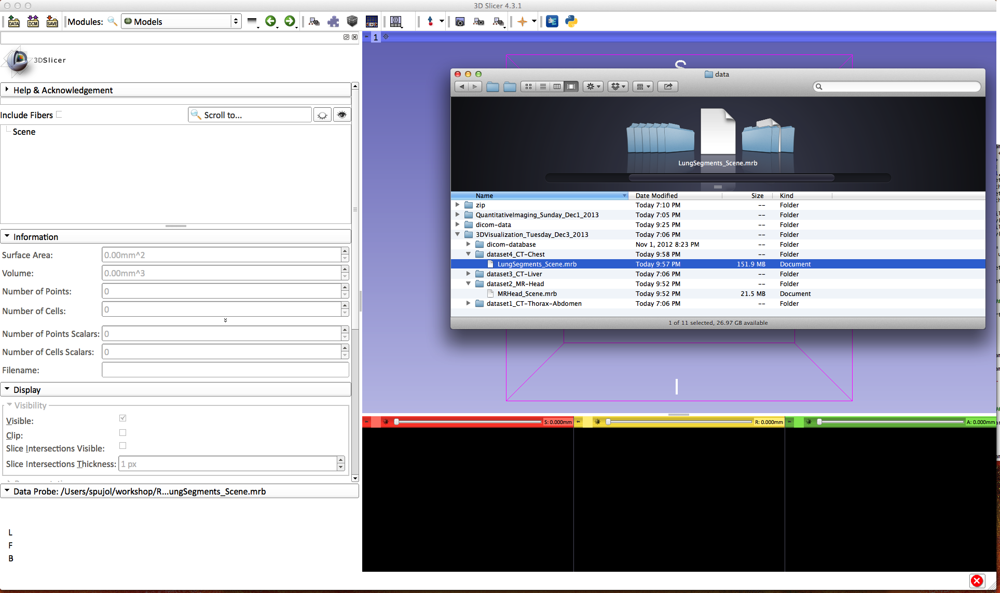 3D Slicer 4.3.1
DATA DCM SAVE Modules: Models
1
3DSlicer
Help & Acknowledgement
Include Fibers Scroll to...
Scene
Information
Surface Area: 0.00mm^2
Volume: 0.00mm^3
Number of Points: 0
Number of Cells: 0
Number of Points Scalars: 0
Number of Cells Scalars: 0
Filename:
Display
Visibility
Visible:
Clip:
Slice Intersections Visible:
Slice Intersections Thickness: 1 px
Data Probe: /Users/spujol/workshop/R...ungSegments_Scene.mrb
L
F
B
S
data
LungSegments_Scene.mrb
Name Date Modified Size Kind
zip Today 7:10 PM -- Folder
QuantitativeImaging_Sunday_Dec1_2013 Today 7:05 PM -- Folder
dicom-data Today 9:25 PM -- Folder
3DVisualization_Tuesday_Dec3_2013 Today 7:06 PM -- Folder
dicom-database Nov 1, 2012 8:23 PM -- Folder
dataset4_CT-Chest Today 9:58 PM -- Folder
LungSegments_Scene.mrb Today 9:57 PM 151.9 MB Document
dataset3_CT-Liver Today 7:06 PM -- Folder
dataset2_MR-Head Today 9:52 PM -- Folder
MRHead_Scene.mrb Today 9:52 PM 21.5 MB Document
dataset1_CT-Thorax-Abdomen Today 7:06 PM -- Folder
1 of 11 selected, 26.97 GB available
I
S: 0.000mm R: 0.000mm A: 0.000mm